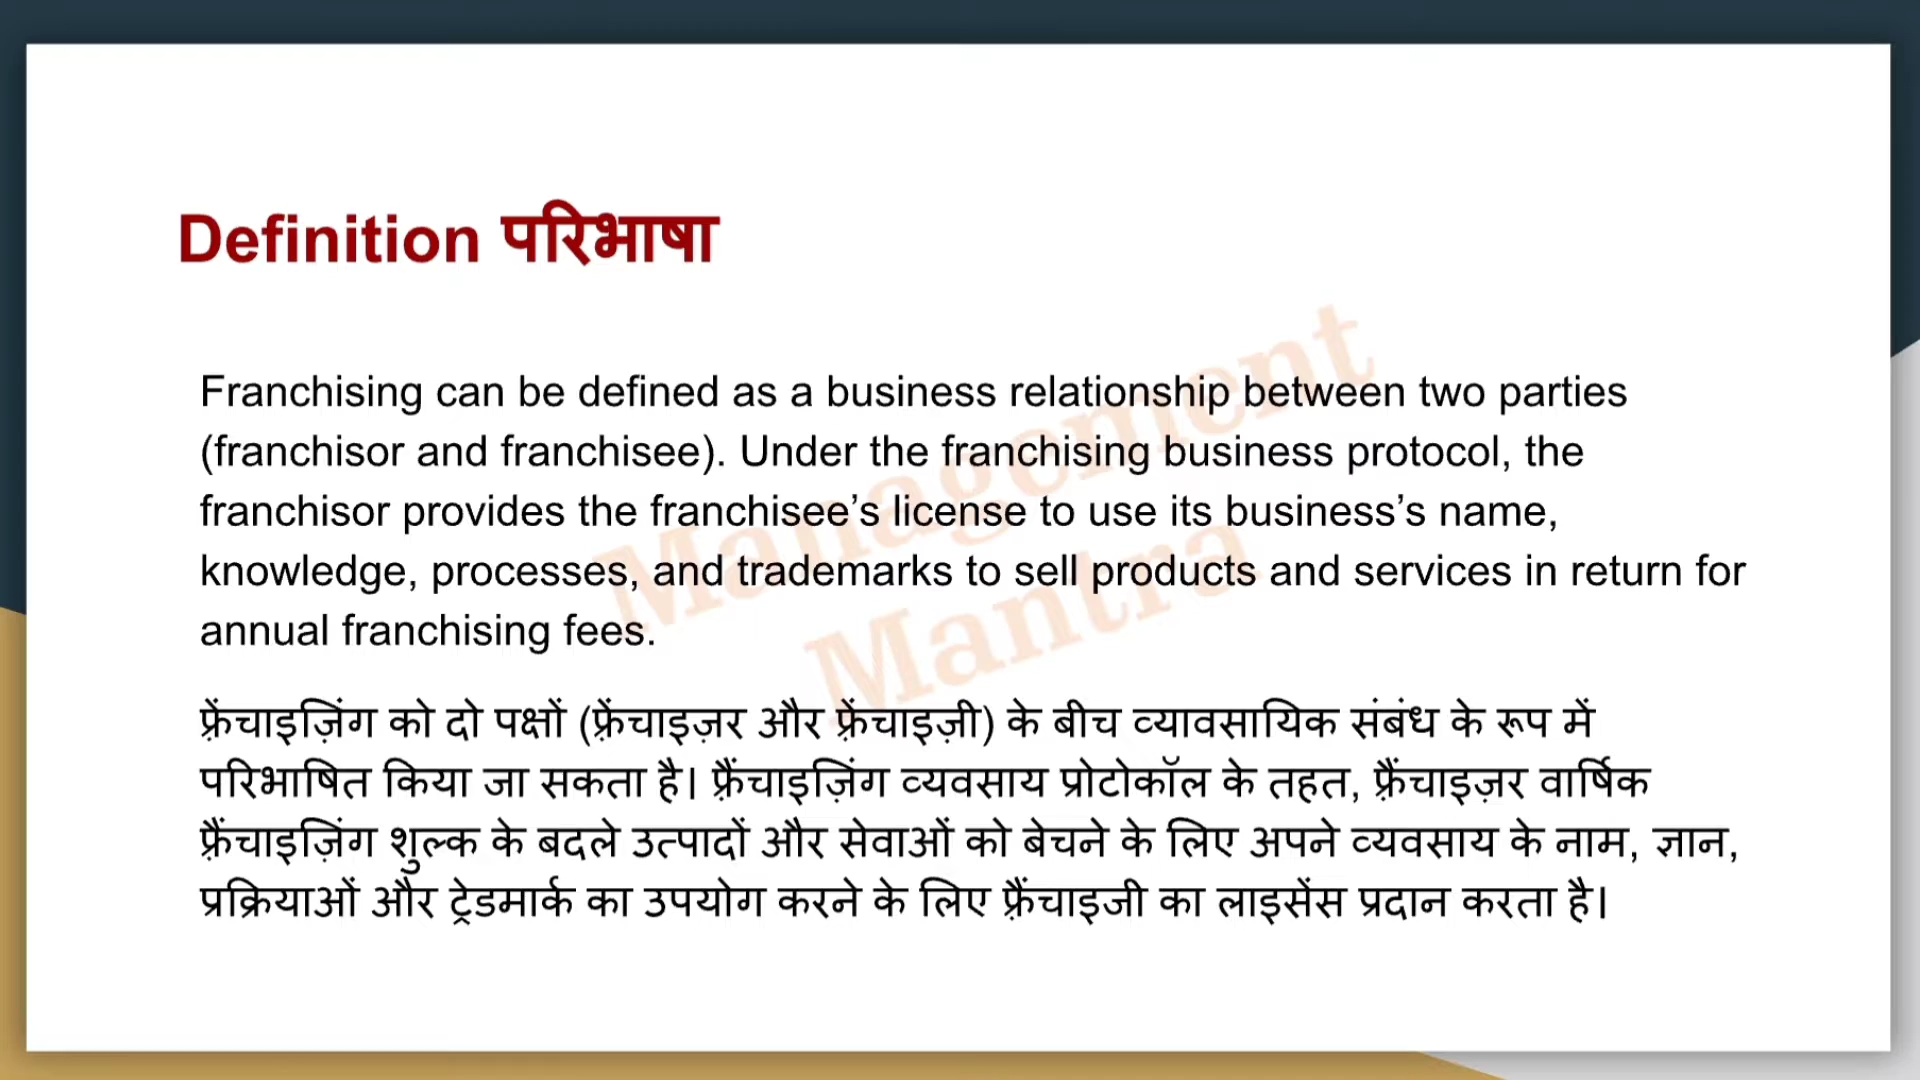 Definition परिभाषा
Franchising can be defined as a business relationship between two parties
(franchisor and franchisee). Under the franchising business protocol, the
franchisor provides the franchisee’s license to use its business’s name,
knowledge, processes, and trademarks to sell products and services in return for
annual franchising fees.
फ़्रेंचाइज़िंग को दो पक्षों (फ़्रेंचाइज़र और फ़्रेंचाइज़ी) के बीच व्यावसायिक संबंध के रूप में
परिभाषित किया जा सकता है। फ़्रैंचाइज़िंग व्यवसाय प्रोटोकॉल के तहत, फ़्रैंचाइज़र वार्षिक
फ़्रैंचाइज़िंग शुल्क के बदले उत्पादों और सेवाओं को बेचने के लिए अपने व्यवसाय के नाम, ज्ञान,
प्रक्रियाओं और ट्रेडमार्क का उपयोग करने के लिए फ़्रैंचाइजी का लाइसेंस प्रदान करता है।
Management
Mantra